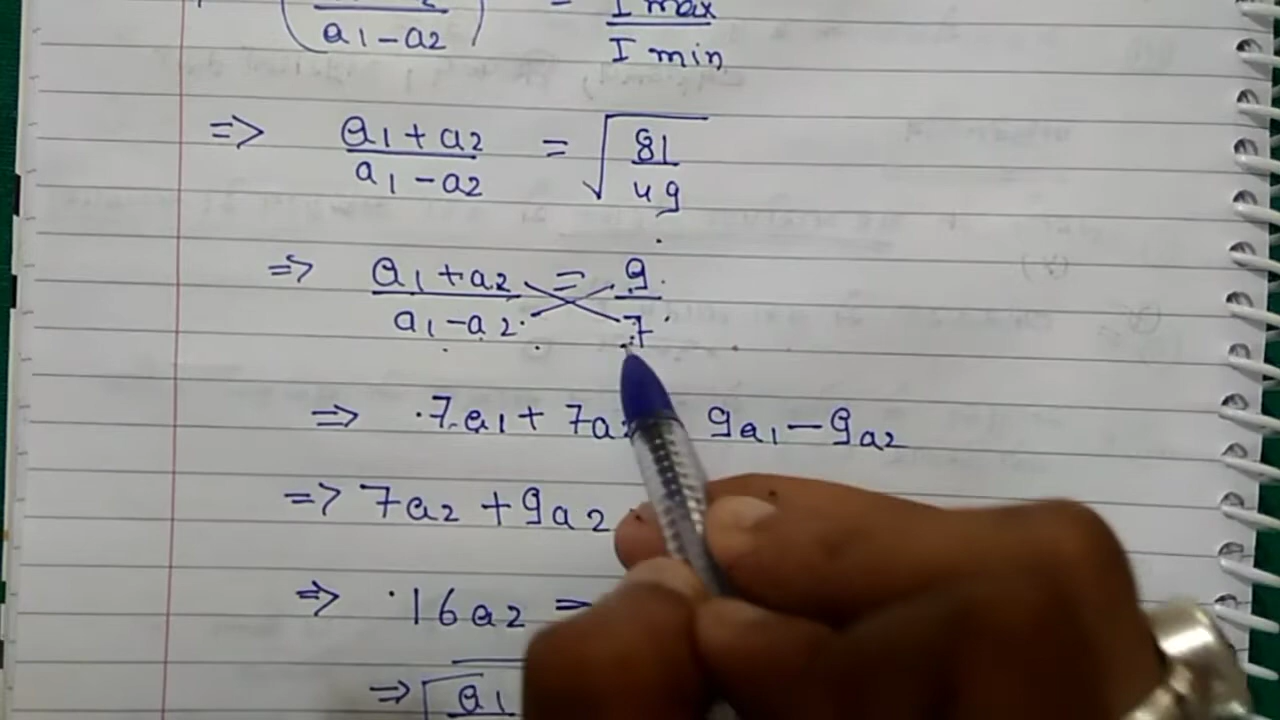 a1-a2 = I max / I min
=> a1 + a2 / a1 - a2 = √81/49
=> a1 + a2 / a1 - a2 = 9 / 7
=> 7a1 + 7a2 9a1 - 9a2
=> 7a2 + 9a2
=> 16a2 =
=> a1